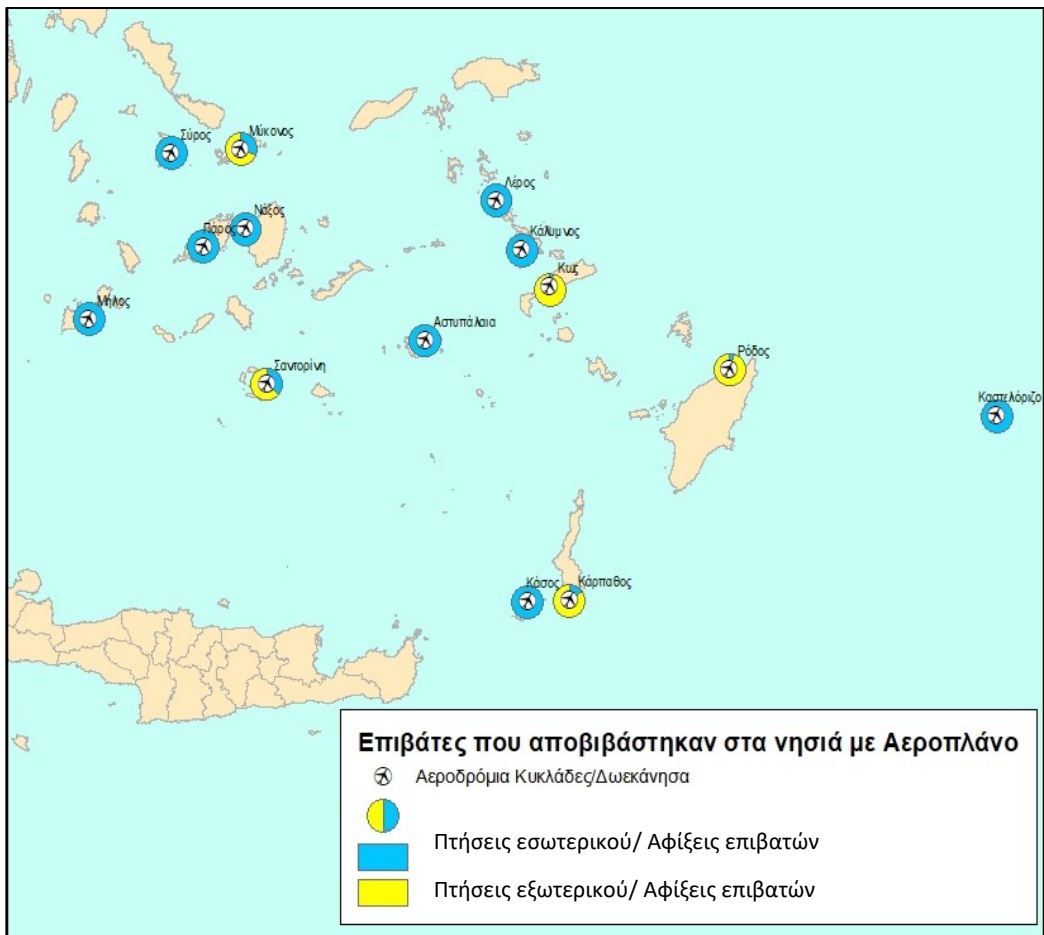 Σύρος
Μύκονος
Λέρος
Νάξος
Πάρος
Κάλυμνος
Κως
Μήλος
Αστυπάλαια
Σαντορίνη
Ρόδος
Καστελόριζο
Κάσος
Κάρπαθος
Επιβάτες που αποβιβάστηκαν στα νησιά με Αεροπλάνο
Αεροδρόμια Κυκλάδες/Δωεκάνησα
Πτήσεις εσωτερικού/ Αφίξεις επιβατών
Πτήσεις εξωτερικού/ Αφίξεις επιβατών